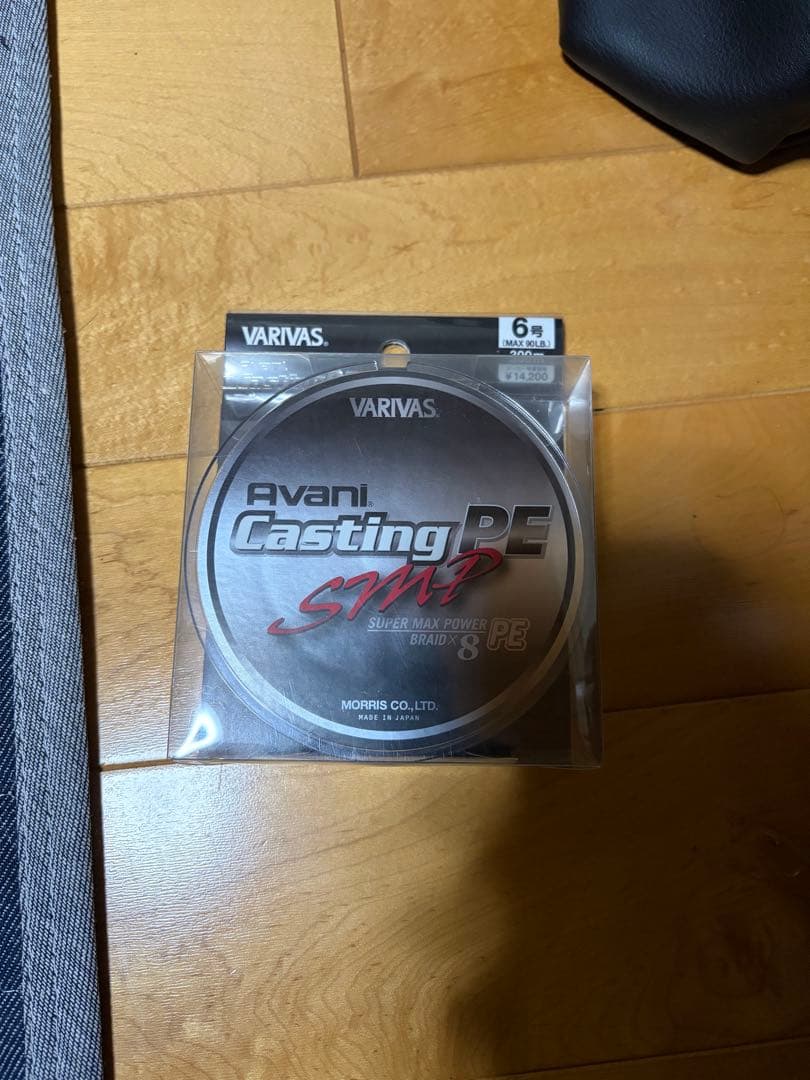 VARIVAS®
6号
(MAX 90LB.)
300m
¥14,200
VARIVAS®
Avani®
Casting PE
SMP
SUPER MAX POWER
BRAID×8 PE
MORRIS CO.,LTD.
MADE IN JAPAN